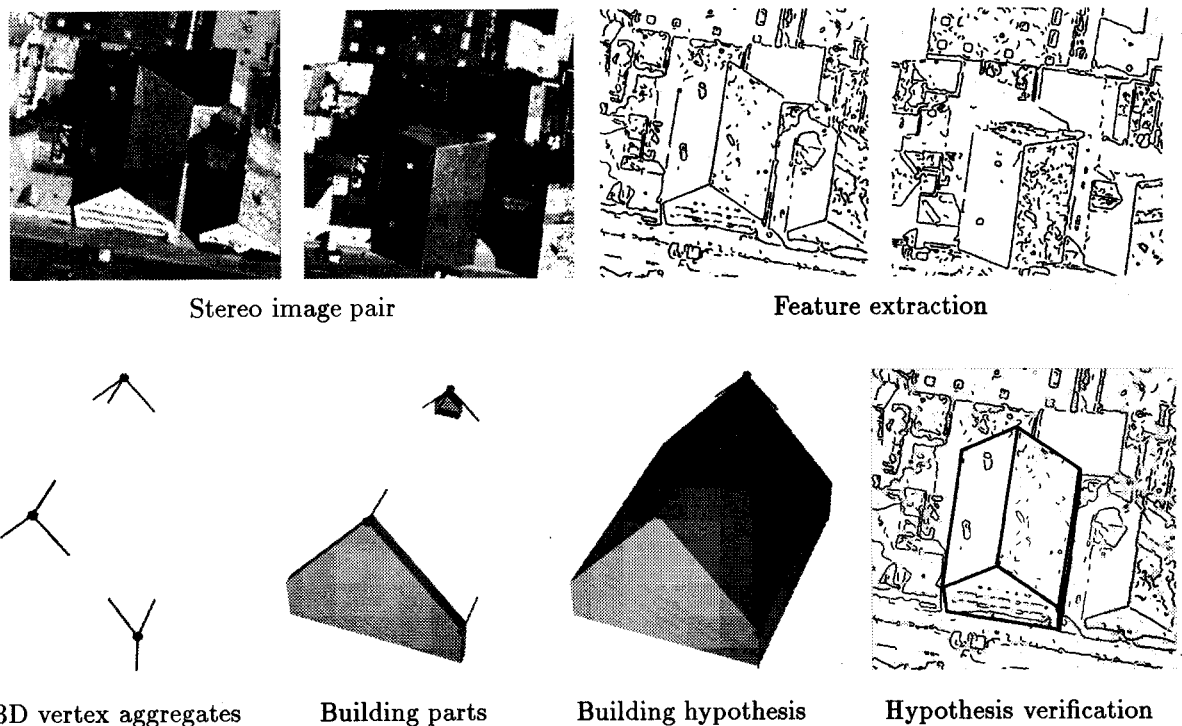 Stereo image pair
Feature extraction
3D vertex aggregates
Building parts
Building hypothesis
Hypothesis verification